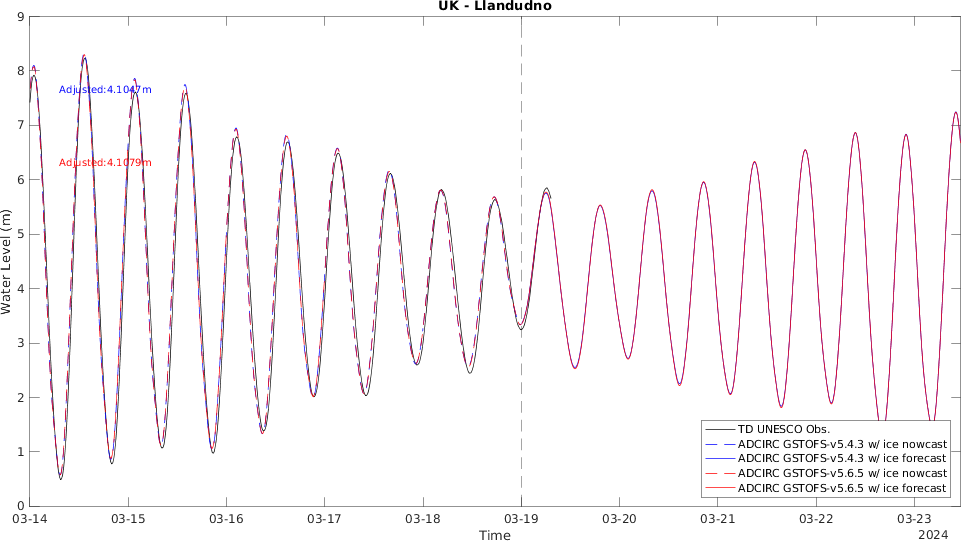 UK - Llandudno
9
8
7
6
5
4
3
2
1
0
Water Level (m)
Adjusted:4.1047m
Adjusted:4.1079m
TD UNESCO Obs.
ADCIRC GSTOFS-v5.4.3 w/ ice nowcast
ADCIRC GSTOFS-v5.4.3 w/ ice forecast
ADCIRC GSTOFS-v5.6.5 w/ ice nowcast
ADCIRC GSTOFS-v5.6.5 w/ ice forecast
03-14 03-15 03-16 03-17 03-18 03-19 03-20 03-21 03-22 03-23
Time
2024